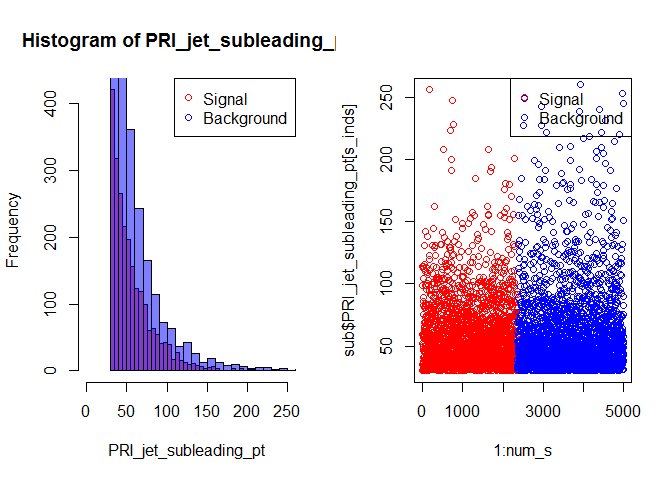 Histogram of PRI_jet_subleading_
Signal
Background
Frequency
0
100
200
300
400
0
50
100
150
200
250
PRI_jet_subleading_pt
Signal
Background
sub$PRI_jet_subleading_pt[s_inds]
50
100
150
200
250
0
1000
3000
5000
1:num_s